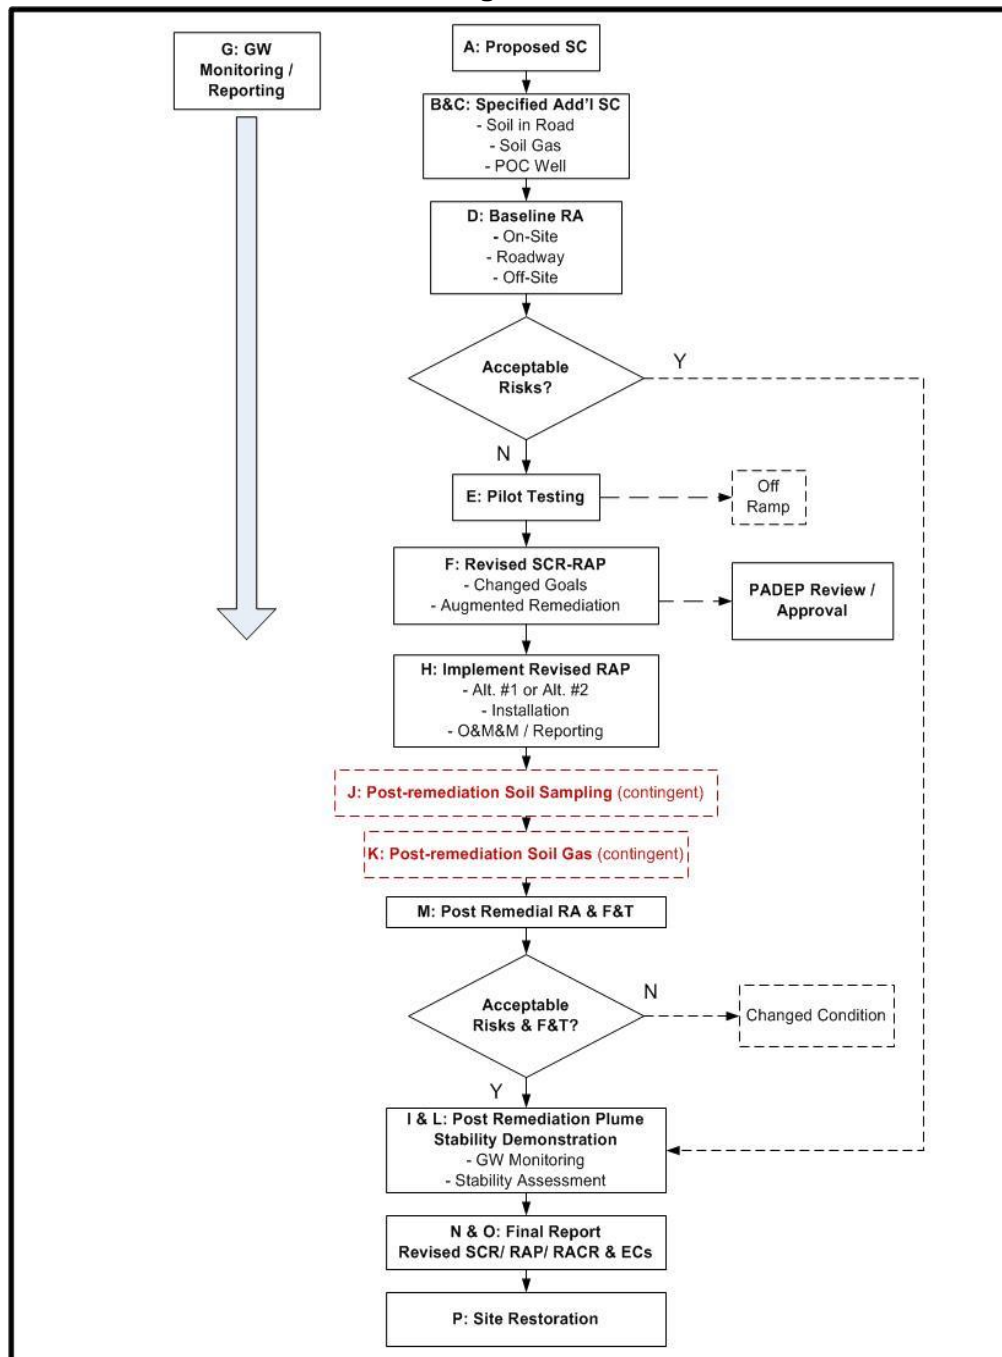 G: GW
Monitoring /
Reporting
A: Proposed SC
B&C: Specified Add'l SC
- Soil in Road
- Soil Gas
- POC Well
D: Baseline RA
- On-Site
- Roadway
- Off-Site
Acceptable
Risks?
Y
N
E: Pilot Testing
Off
Ramp
F: Revised SCR-RAP
- Changed Goals
- Augmented Remediation
PADEP Review /
Approval
H: Implement Revised RAP
- Alt. #1 or Alt. #2
- Installation
- O&M&M / Reporting
J: Post-remediation Soil Sampling (contingent)
K: Post-remediation Soil Gas (contingent)
M: Post Remedial RA & F&T
Acceptable
Risks & F&T?
N
Changed Condition
Y
I & L: Post Remediation Plume
Stability Demonstration
- GW Monitoring
- Stability Assessment
N & O: Final Report
Revised SCR/ RAP/ RACR & ECs
P: Site Restoration